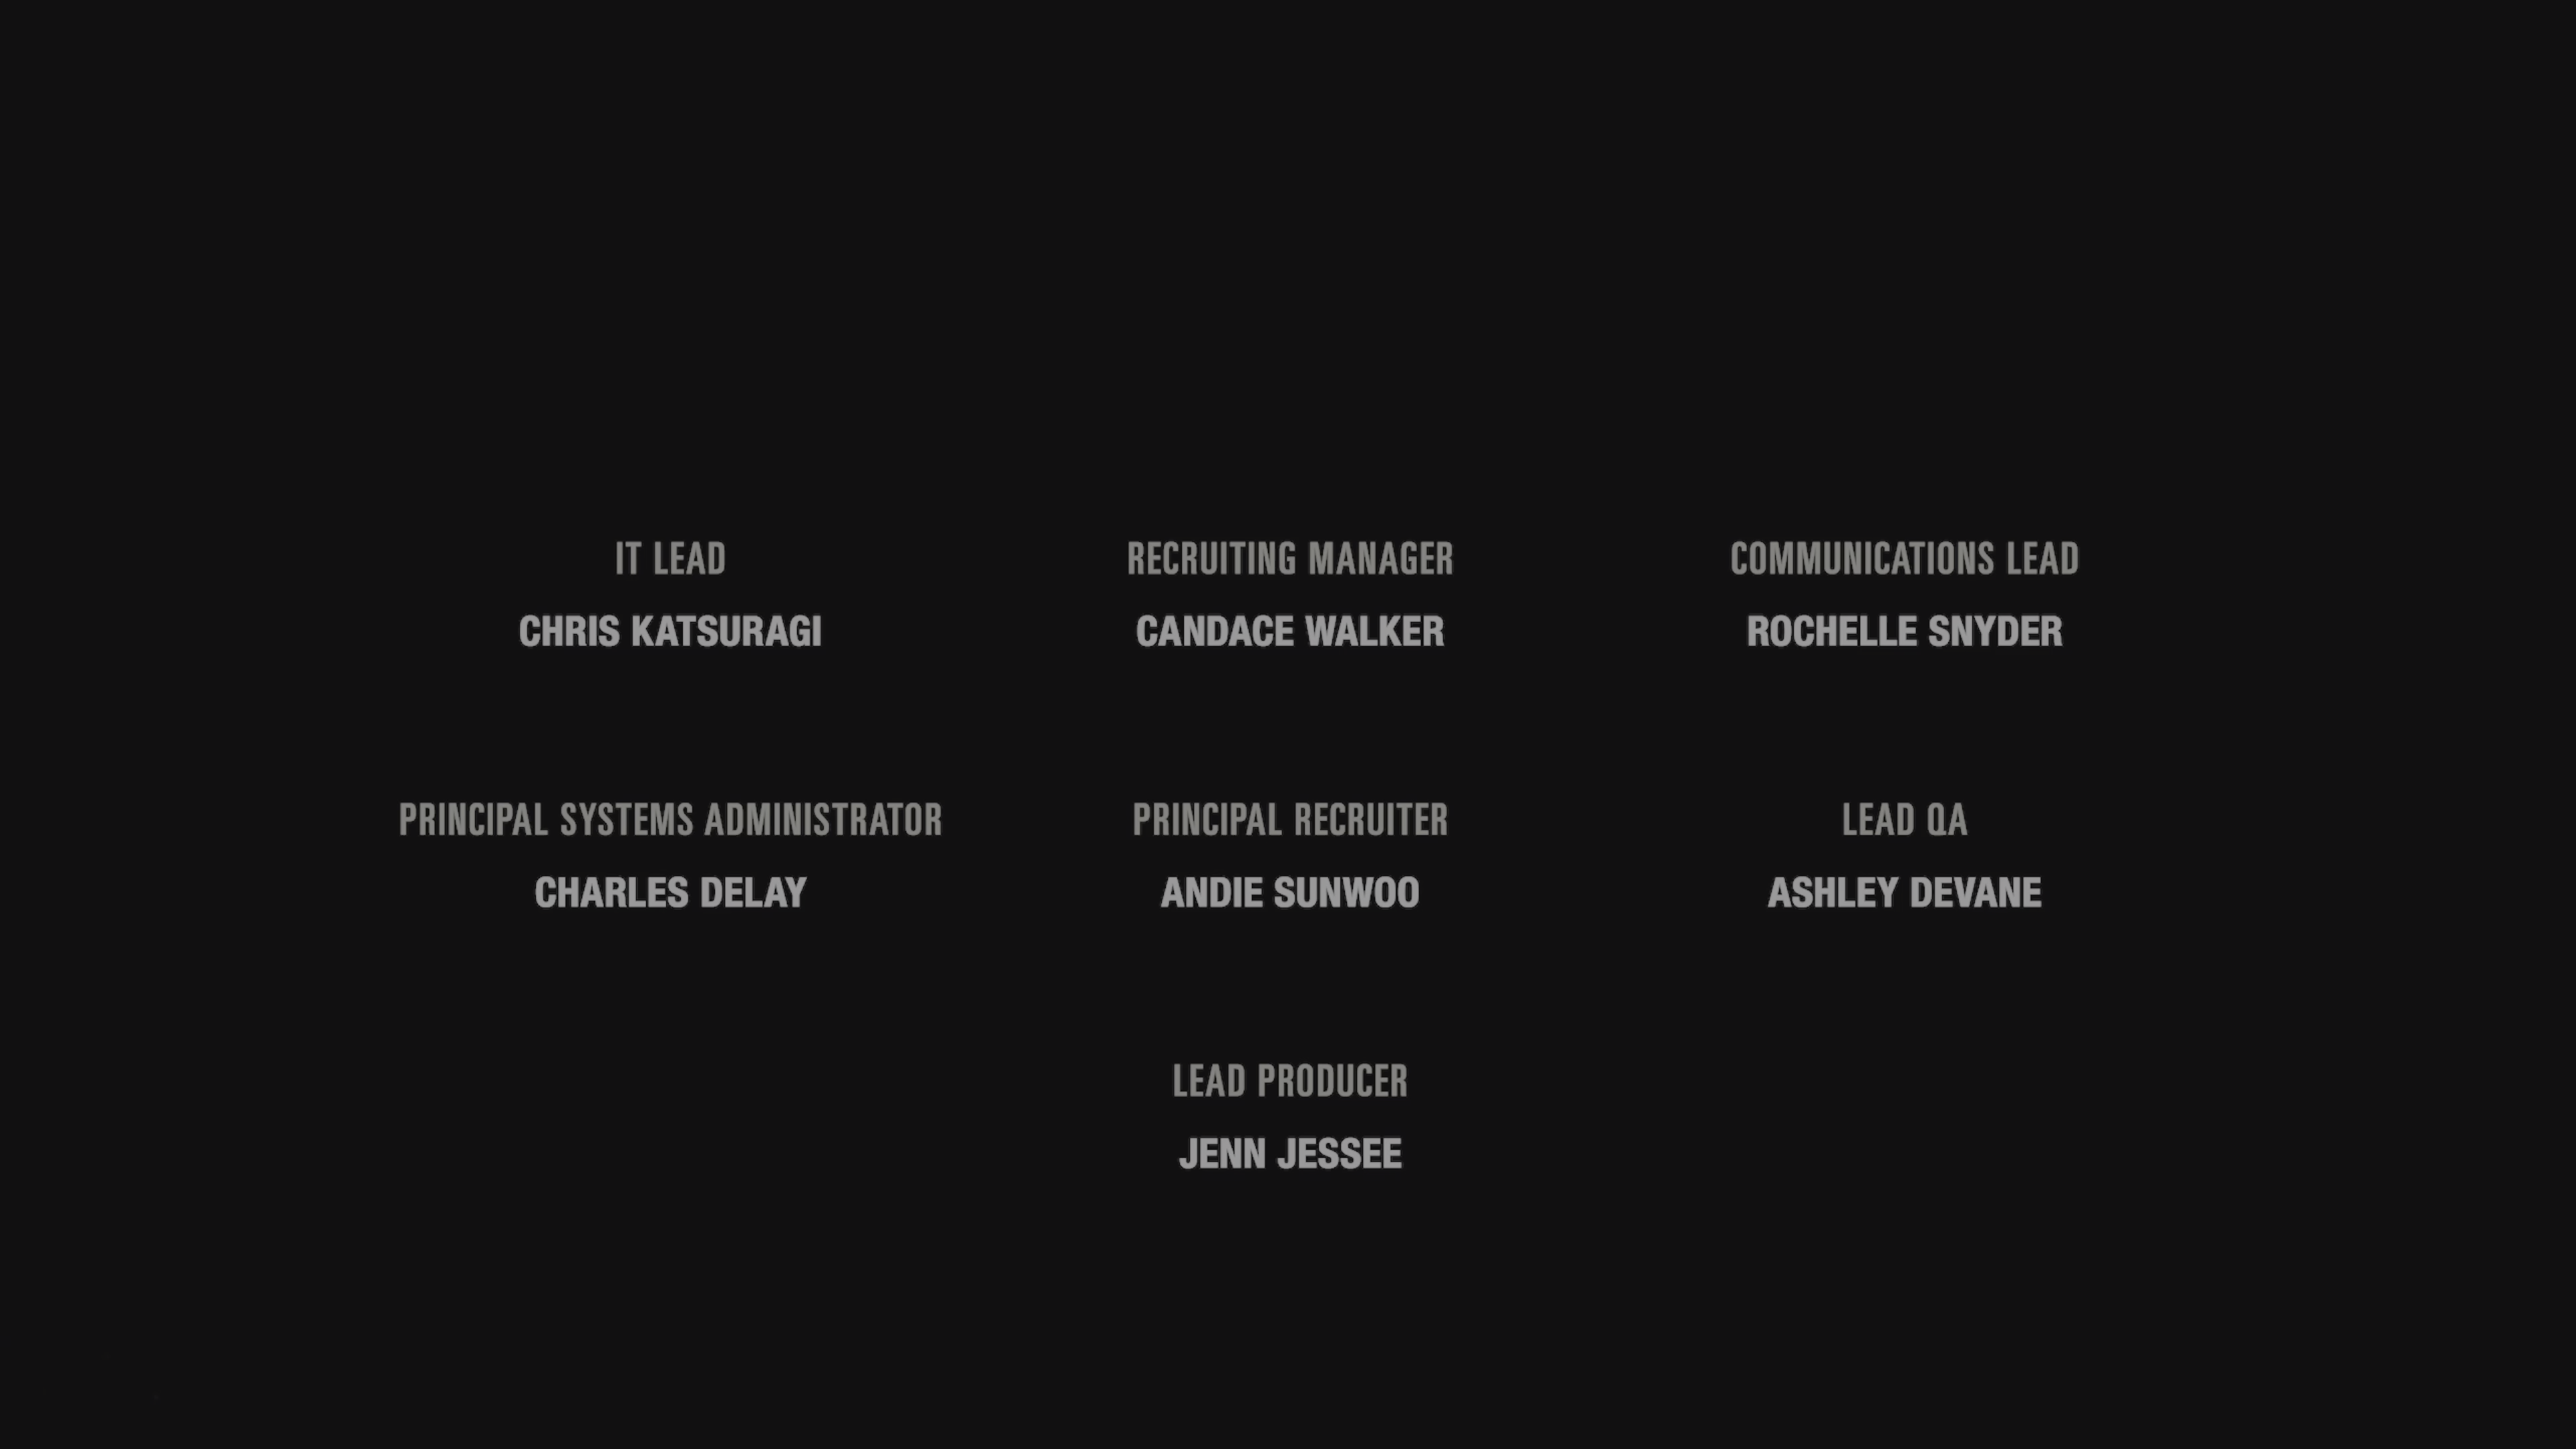 IT LEAD
CHRIS KATSURAGI
RECRUITING MANAGER
CANDACE WALKER
COMMUNICATIONS LEAD
ROCHELLE SNYDER
PRINCIPAL SYSTEMS ADMINISTRATOR
CHARLES DELAY
PRINCIPAL RECRUITER
ANDIE SUNWOO
LEAD QA
ASHLEY DEVANE
LEAD PRODUCER
JENN JESSEE